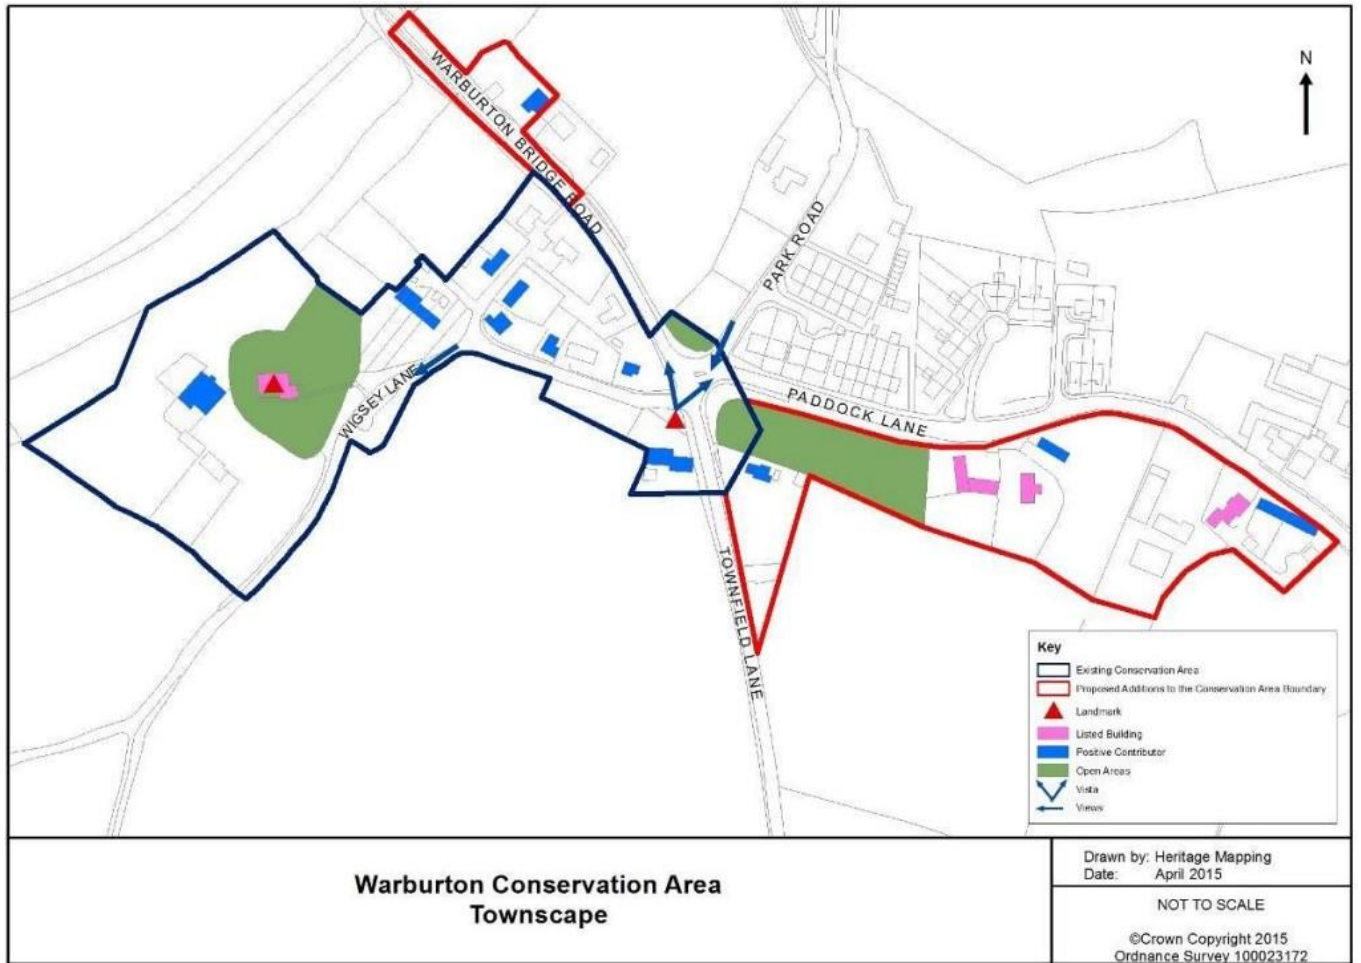 WARBURTON BRIDGE ROAD
N
PARK ROAD
WIGSEY LANE
PADDOCK LANE
TOWNFIELD LANE
Key
Existing Conservation Area
Proposed Additions to the Conservation Area Boundary
Landmark
Listed Building
Positive Contributor
Open Areas
Vista
Views
Warburton Conservation Area
Townscape
Drawn by: Heritage Mapping
Date: April 2015
NOT TO SCALE
©Crown Copyright 2015
Ordnance Survey 100023172